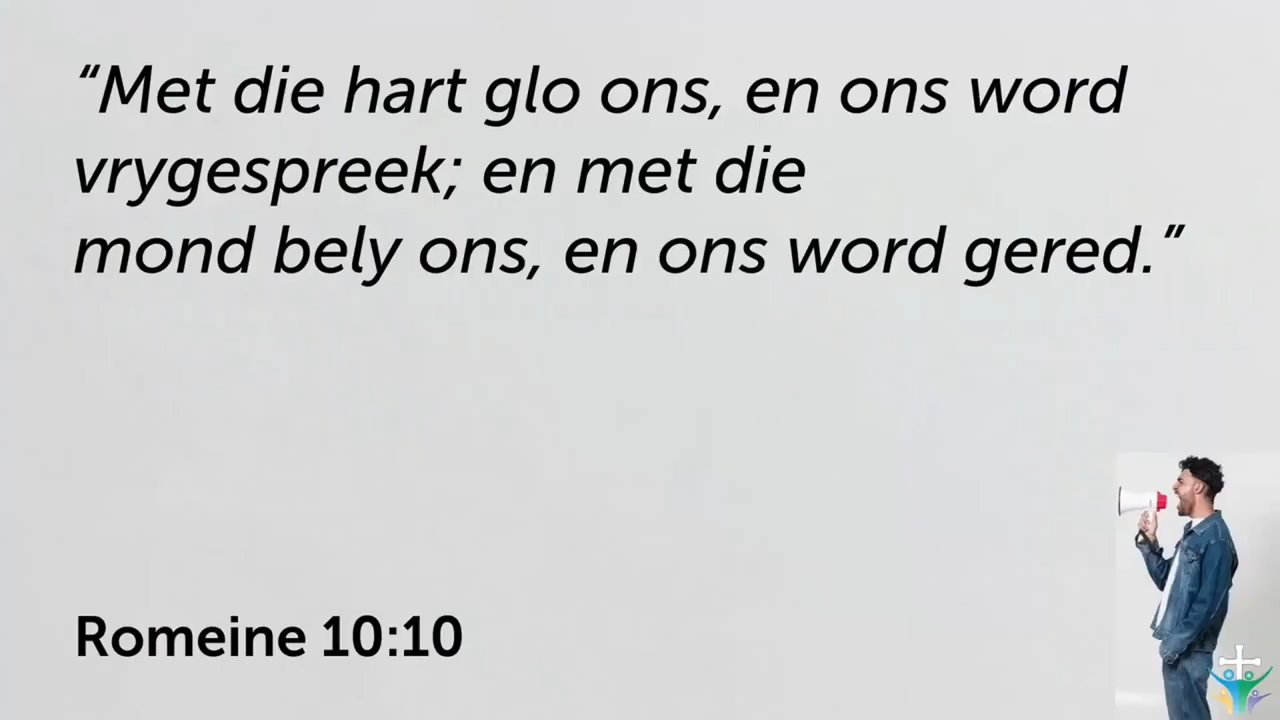 “Met die hart glo ons, en ons word
vrygespreek; en met die
mond bely ons, en ons word gered.”
Romeine 10:10